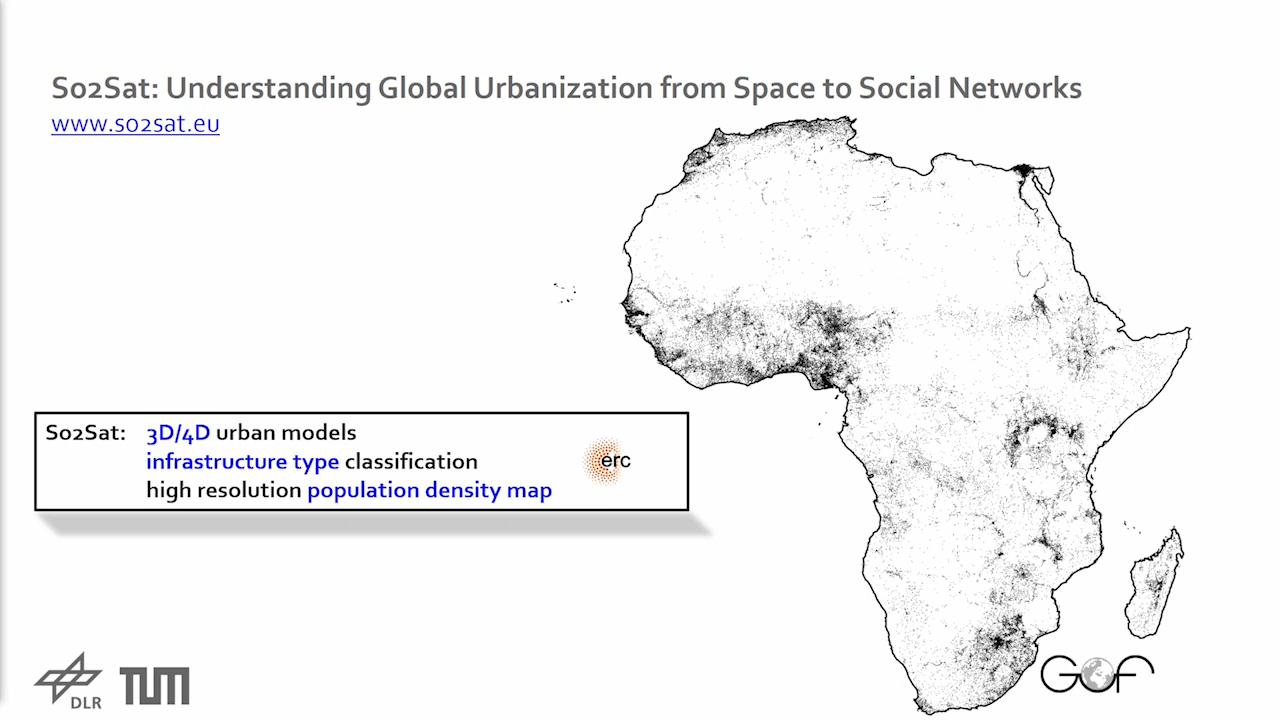 So2Sat: Understanding Global Urbanization from Space to Social Networks
www.so2sat.eu
So2Sat: 3D/4D urban models
infrastructure type classification
high resolution population density map
erc
DLR
TUM
GUF